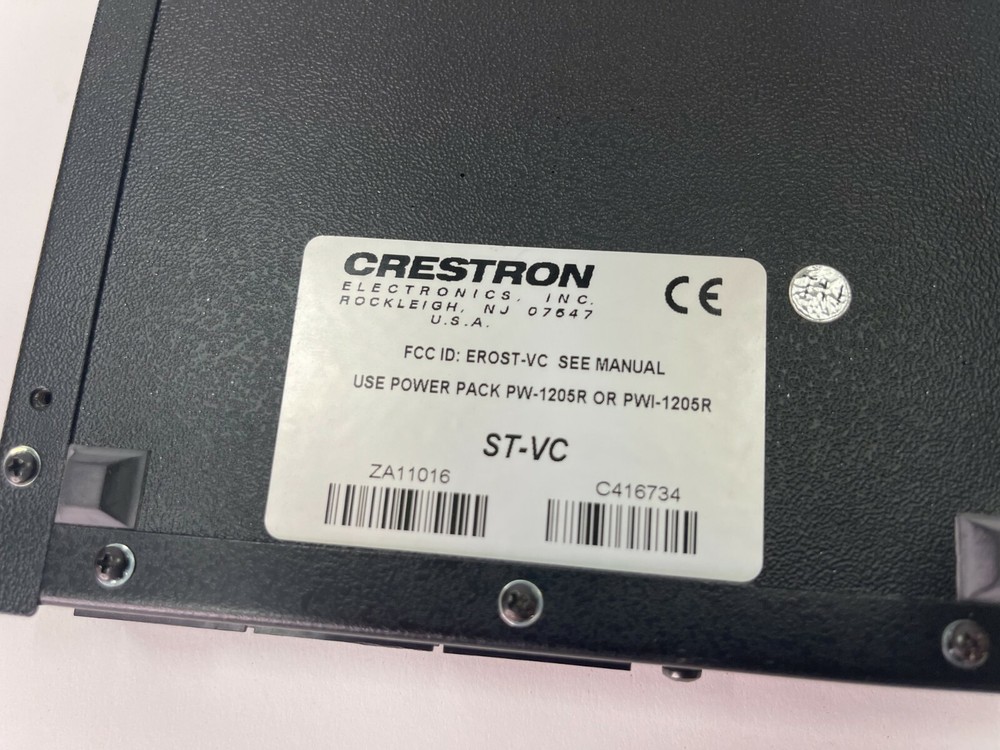 CRESTRON
ELECTRONICS, INC.
ROCKLEIGH, NJ 07647
U.S.A.
CE
FCC ID: EROST-VC SEE MANUAL
USE POWER PACK PW-1205R OR PWI-1205R
ST-VC
ZA11016
C416734